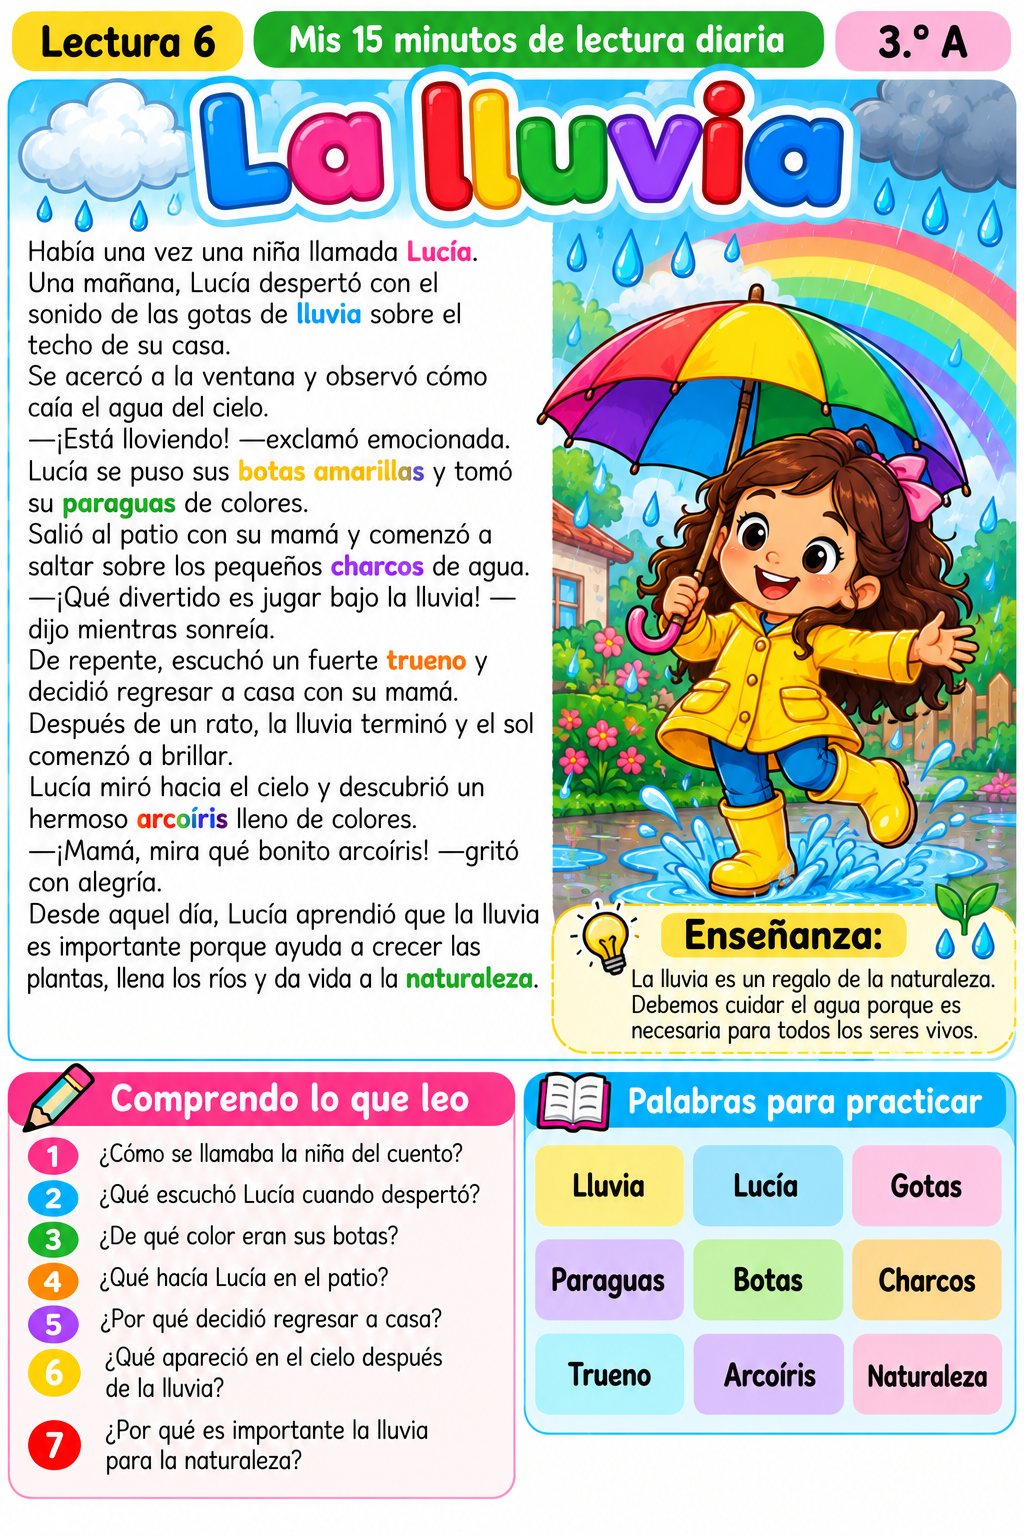 Lectura 6
Mis 15 minutos de lectura diaria
3.° A
La lluvia
Había una vez una niña llamada Lucía.
Una mañana, Lucía despertó con el
sonido de las gotas de lluvia sobre el
techo de su casa.
Se acercó a la ventana y observó cómo
caía el agua del cielo.
—¡Está lloviendo! —exclamó emocionada.
Lucía se puso sus botas amarillas y tomó
su paraguas de colores.
Salió al patio con su mamá y comenzó a
saltar sobre los pequeños charcos de agua.
—¡Qué divertido es jugar bajo la lluvia! —
dijo mientras sonreía.
De repente, escuchó un fuerte trueno y
decidió regresar a casa con su mamá.
Después de un rato, la lluvia terminó y el sol
comenzó a brillar.
Lucía miró hacia el cielo y descubrió un
hermoso arcoíris lleno de colores.
—¡Mamá, mira qué bonito arcoíris! —gritó
con alegría.
Desde aquel día, Lucía aprendió que la lluvia
es importante porque ayuda a crecer las
plantas, llena los ríos y da vida a la naturaleza.
Enseñanza:
La lluvia es un regalo de la naturaleza.
Debemos cuidar el agua porque es
necesaria para todos los seres vivos.
Comprendo lo que leo
1 ¿Cómo se llamaba la niña del cuento?
2 ¿Qué escuchó Lucía cuando despertó?
3 ¿De qué color eran sus botas?
4 ¿Qué hacía Lucía en el patio?
5 ¿Por qué decidió regresar a casa?
6 ¿Qué apareció en el cielo después
de la lluvia?
7 ¿Por qué es importante la lluvia
para la naturaleza?
Palabras para practicar
Lluvia Lucía Gotas
Paraguas Botas Charcos
Trueno Arcoíris Naturaleza